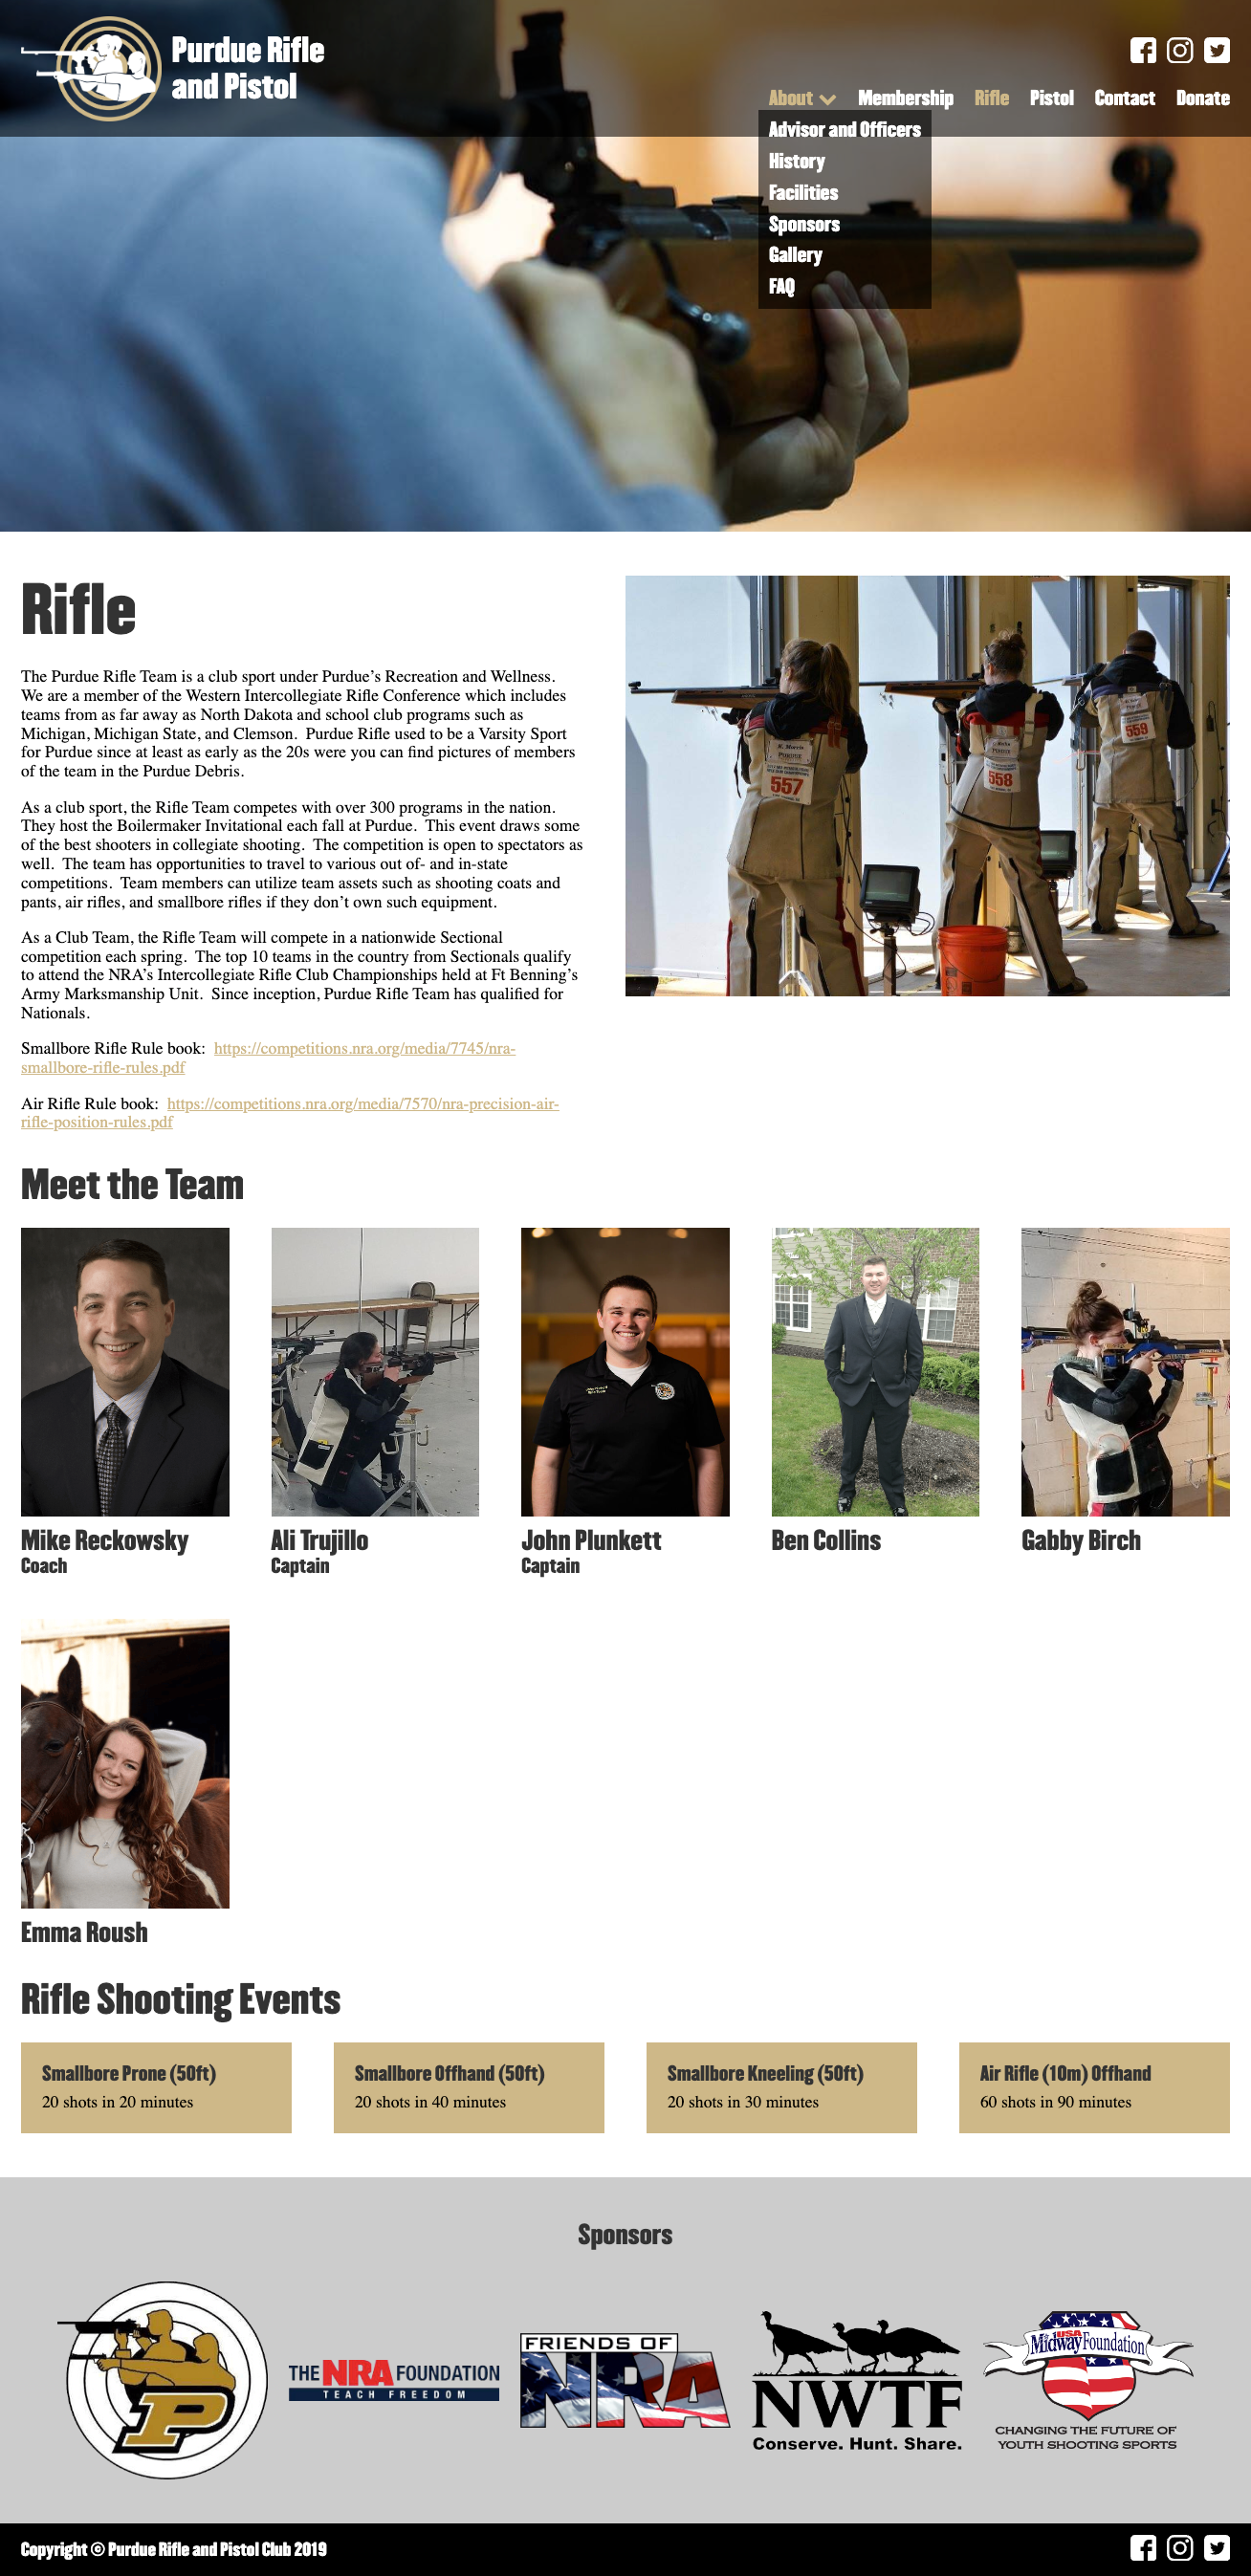 Purdue Rifle
and Pistol
About Membership Rifle Pistol Contact Donate
Advisor and Officers
History
Facilities
Sponsors
Gallery
FAQ
Rifle
The Purdue Rifle Team is a club sport under Purdue’s Recreation and Wellness.
We are a member of the Western Intercollegiate Rifle Conference which includes
teams from as far away as North Dakota and school club programs such as
Michigan, Michigan State, and Clemson.  Purdue Rifle used to be a Varsity Sport
for Purdue since at least as early as the 20s were you can find pictures of members
of the team in the Purdue Debris.
As a club sport, the Rifle Team competes with over 300 programs in the nation.
They host the Boilermaker Invitational each fall at Purdue.  This event draws some
of the best shooters in collegiate shooting.  The competition is open to spectators as
well.  The team has opportunities to travel to various out of- and in-state
competitions.  Team members can utilize team assets such as shooting coats and
pants, air rifles, and smallbore rifles if they don’t own such equipment.
As a Club Team, the Rifle Team will compete in a nationwide Sectional
competition each spring.  The top 10 teams in the country from Sectionals qualify
to attend the NRA’s Intercollegiate Rifle Club Championships held at Ft Benning’s
Army Marksmanship Unit.  Since inception, Purdue Rifle Team has qualified for
Nationals.
Smallbore Rifle Rule book:  https://competitions.nra.org/media/7745/nra-
smallbore-rifle-rules.pdf
Air Rifle Rule book:  https://competitions.nra.org/media/7570/nra-precision-air-
rifle-position-rules.pdf
557
558
559
Meet the Team
Mike Reckowsky
Coach
Ali Trujillo
Captain
John Plunkett
Captain
Ben Collins
Gabby Birch
Emma Roush
Rifle Shooting Events
Smallbore Prone (50ft)
20 shots in 20 minutes
Smallbore Offhand (50ft)
20 shots in 40 minutes
Smallbore Kneeling (50ft)
20 shots in 30 minutes
Air Rifle (10m) Offhand
60 shots in 90 minutes
Sponsors
P
THE NRA FOUNDATION
TEACH FREEDOM
FRIENDS OF
NRA
NWTF
Conserve. Hunt. Share.
USA
Midway Foundation
CHANGING THE FUTURE OF
YOUTH SHOOTING SPORTS
Copyright © Purdue Rifle and Pistol Club 2019